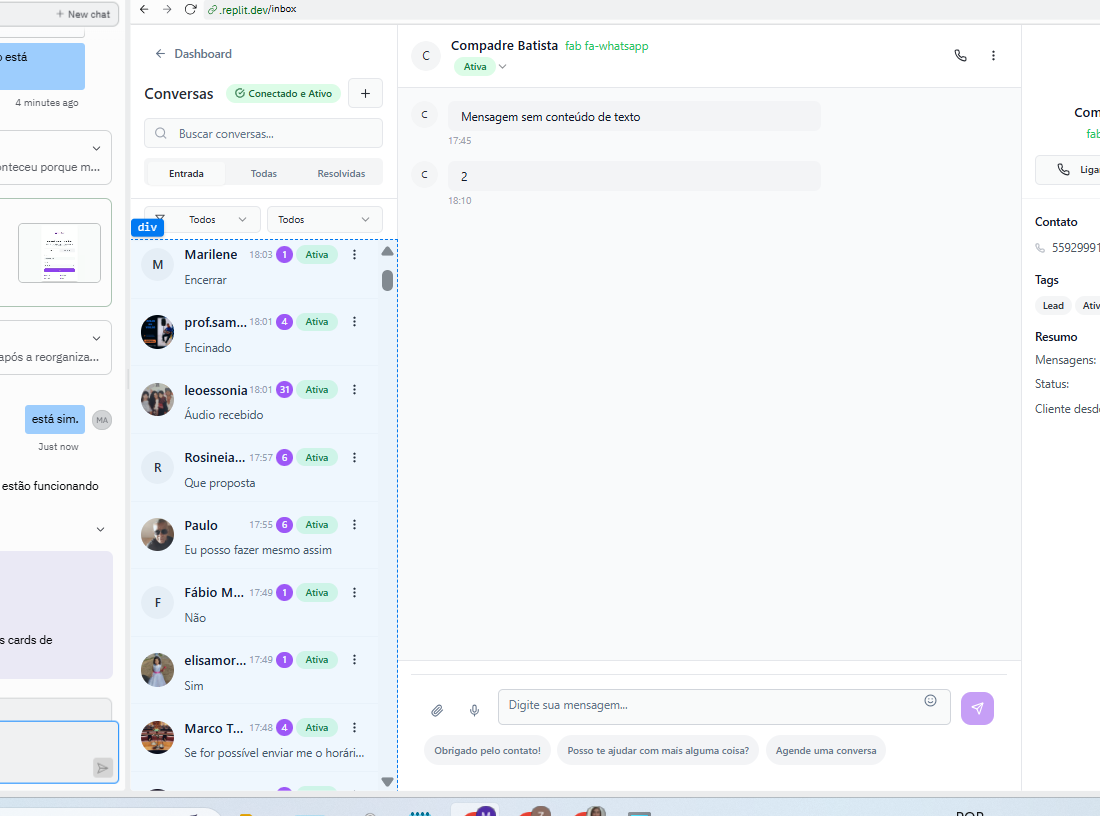 New chat
o está
4 minutes ago
onteceu porque m...
após a reorganiza...
está sim.
MA
Just now
estão funcionando
s cards de
.replit.dev/inbox
Dashboard
Conversas
Conectado e Ativo
Buscar conversas...
Entrada
Todas
Resolvidas
Todos
Todos
div
M
Marilene 18:03 1 Ativa
Encerrar
prof.sam... 18:01 4 Ativa
Encinado
leoessonia 18:01 31 Ativa
Áudio recebido
R
Rosineia... 17:57 6 Ativa
Que proposta
Paulo 17:55 6 Ativa
Eu posso fazer mesmo assim
F
Fábio M... 17:49 1 Ativa
Não
elisamor... 17:49 1 Ativa
Sim
Marco T... 17:48 4 Ativa
Se for possível enviar me o horári...
C
Compadre Batista fab fa-whatsapp
Ativa
C
Mensagem sem conteúdo de texto
17:45
C
2
18:10
Digite sua mensagem...
Obrigado pelo contato!
Posso te ajudar com mais alguma coisa?
Agende uma conversa
Com
fab
Liga
Contato
55929991
Tags
Lead
Ativ
Resumo
Mensagens:
Status:
Cliente desd